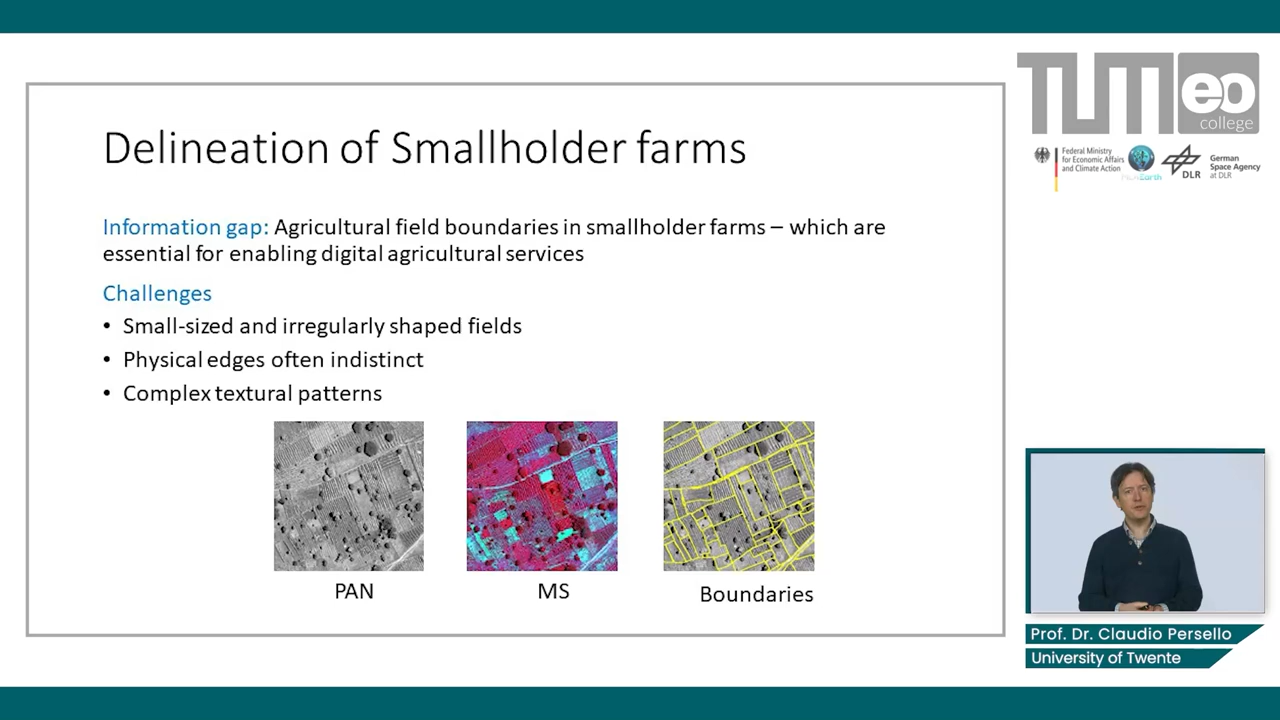 Delineation of Smallholder farms
Information gap: Agricultural field boundaries in smallholder farms – which are
essential for enabling digital agricultural services
Challenges
• Small-sized and irregularly shaped fields
• Physical edges often indistinct
• Complex textural patterns
PAN
MS
Boundaries
TUM
eo
college
Federal Ministry
for Economic Affairs
and Climate Action
DLR
German
Space Agency
at DLR
Prof. Dr. Claudio Persello
University of Twente